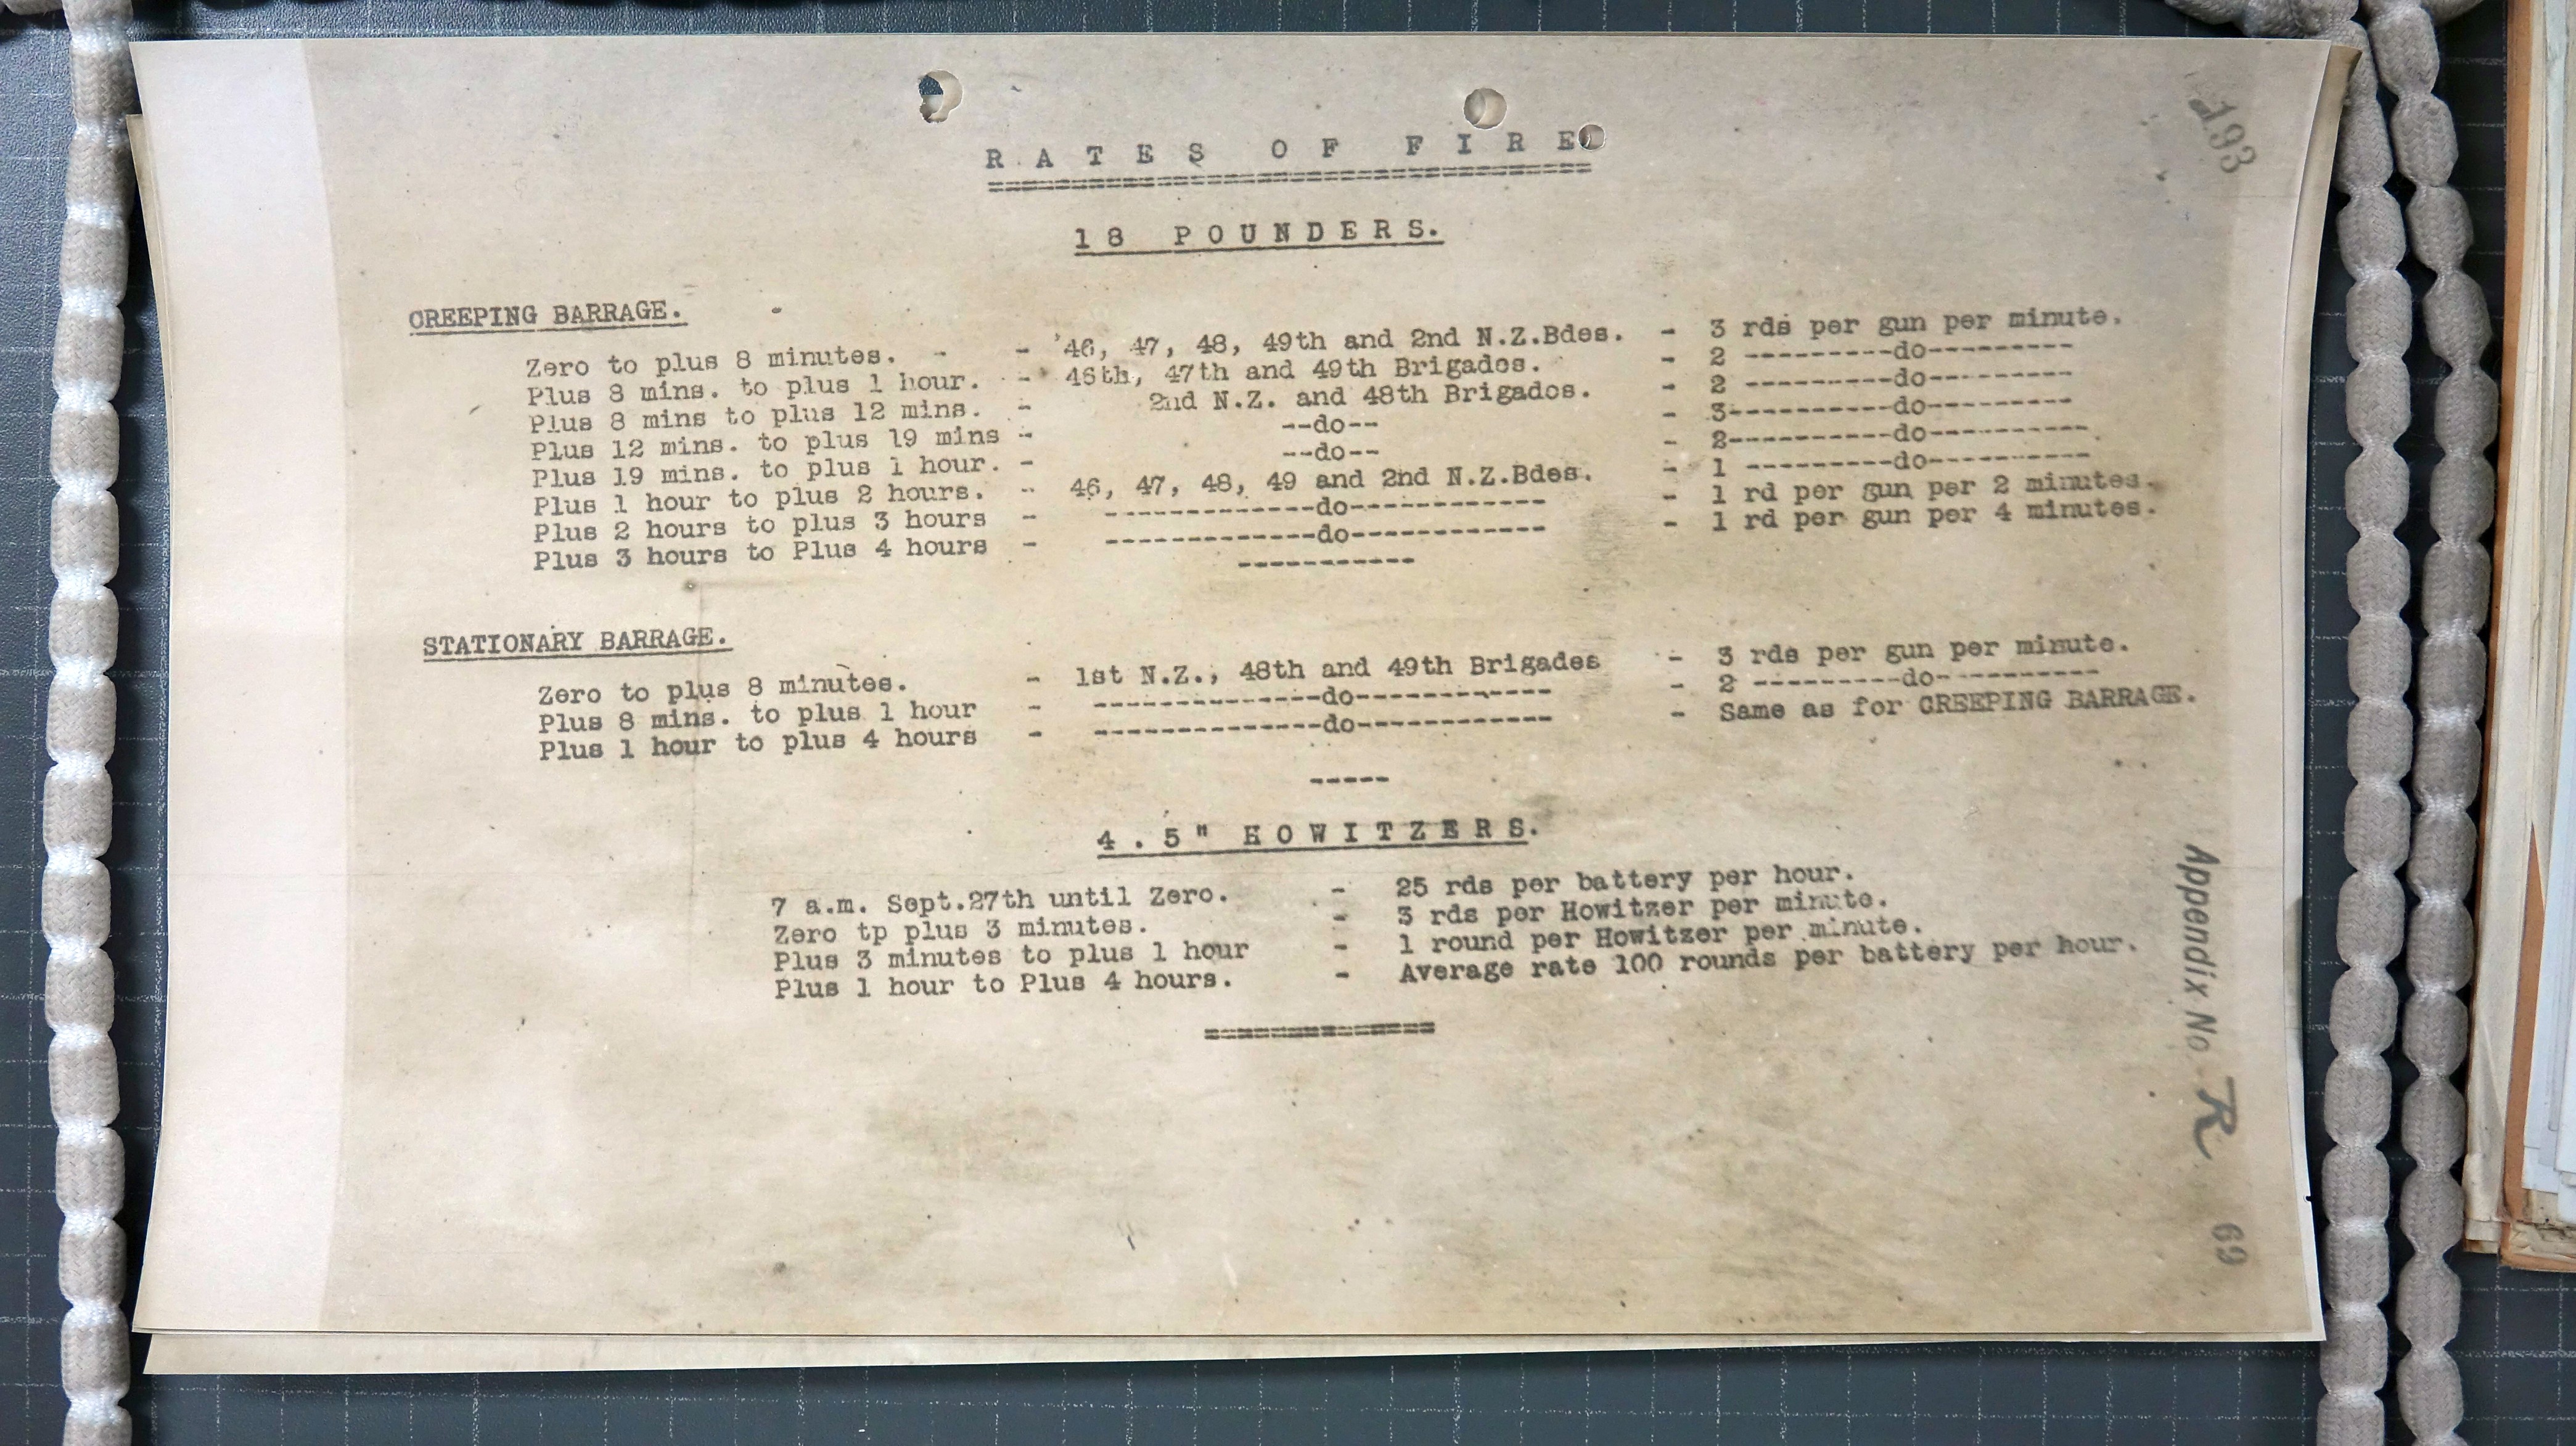 193
RATES OF FIRE
18 POUNDERS.
CREEPING BARRAGE.
Zero to plus 8 minutes. - - 46, 47, 48, 49th and 2nd N.Z.Bdes. - 3 rds per gun per minute.
Plus 8 mins. to plus 1 hour. - 46th, 47th and 49th Brigades. - 2 ---------do---------
Plus 8 mins to plus 12 mins. - 2nd N.Z. and 48th Brigades. - 2 ---------do---------
Plus 12 mins. to plus 19 mins - --do-- - 3----------do---------
Plus 19 mins. to plus 1 hour. - --do-- - 2----------do----------
Plus 1 hour to plus 2 hours. - 46, 47, 48, 49 and 2nd N.Z.Bdes. - 1 ---------do----------
Plus 2 hours to plus 3 hours - -------------do------------ - 1 rd per gun per 2 minutes.
Plus 3 hours to Plus 4 hours - -------------do------------ - 1 rd per gun per 4 minutes.
-----------
STATIONARY BARRAGE.
Zero to plus 8 minutes. - 1st N.Z., 48th and 49th Brigades - 3 rds per gun per minute.
Plus 8 mins. to plus 1 hour - --------------do------------ - 2 ---------do----------
Plus 1 hour to plus 4 hours - --------------do------------ - Same as for CREEPING BARRAGE.
-----
4.5" HOWITZERS.
7 a.m. Sept.27th until Zero. - 25 rds per battery per hour.
Zero tp plus 3 minutes. - 3 rds per Howitzer per minute.
Plus 3 minutes to plus 1 hour - 1 round per Howitzer per minute.
Plus 1 hour to Plus 4 hours. - Average rate 100 rounds per battery per hour.
=============
Appendix No R
69